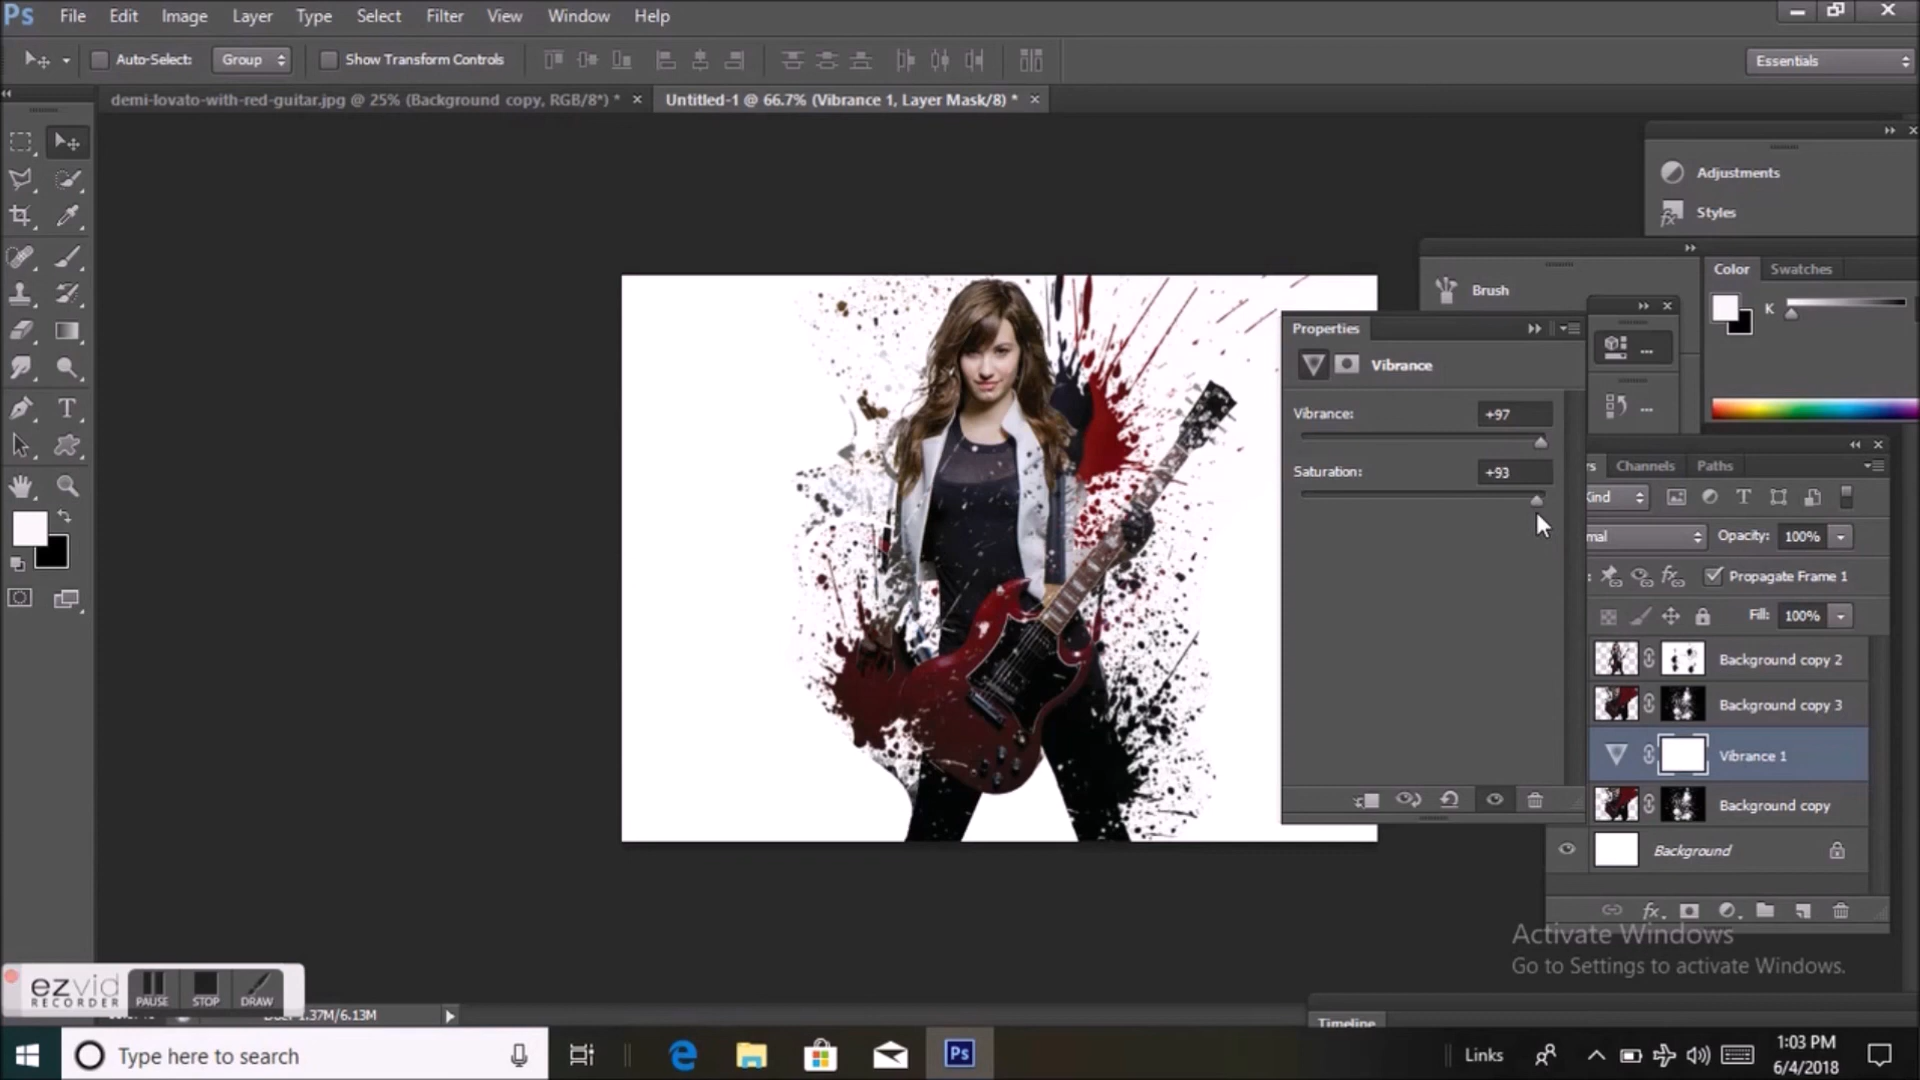 Ps File Edit Image Layer Type Select Filter View Window Help
Auto-Select: Group Show Transform Controls Essentials
demi-lovato-with-red-guitar.jpg @ 25% (Background copy, RGB/8*) * × Untitled-1 @ 66.7% (Vibrance 1, Layer Mask/8) * ×
Adjustments
Styles
Color Swatches
Brush
K
Properties
Vibrance
Vibrance: +97
Saturation: +93
Channels Paths
Kind
mal Opacity: 100%
Propagate Frame 1
Fill: 100%
Background copy 2
Background copy 3
Vibrance 1
Background copy
Background
Activate Windows
Go to Settings to activate Windows.
ezvid
RECORDER
PAUSE STOP DRAW
1.37M/6.13M
Timeline
Type here to search
Ps
Links
1:03 PM
6/4/2018